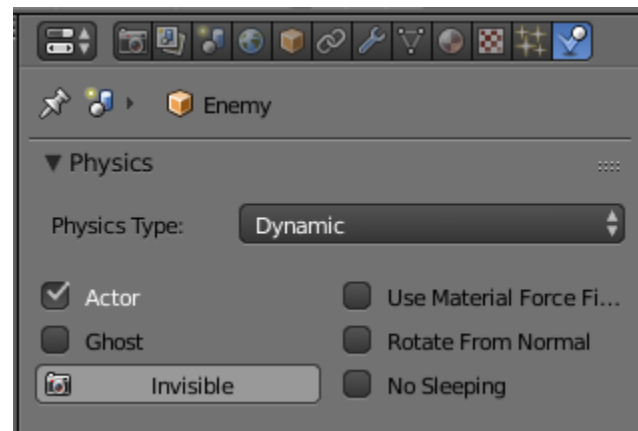 Enemy
Physics
Physics Type: Dynamic
Actor Use Material Force Fi...
Ghost Rotate From Normal
Invisible No Sleeping